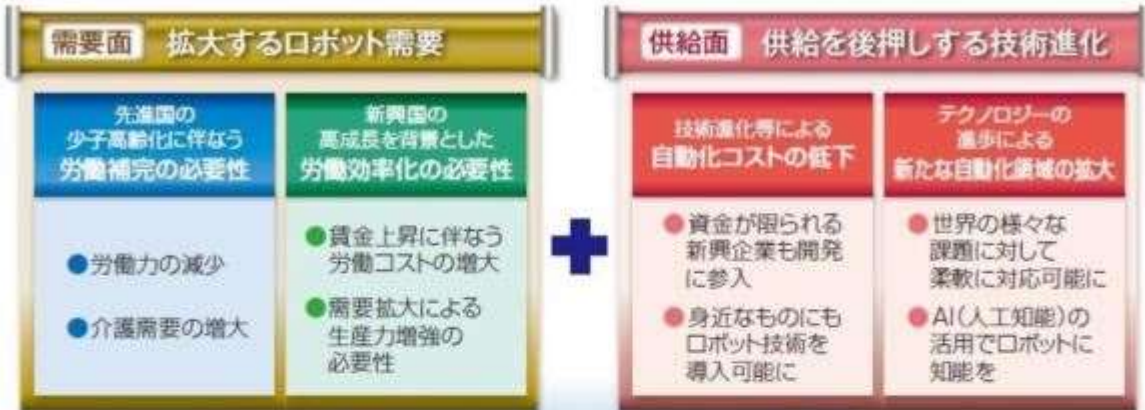 需要面 拡大するロボット需要
先進国の
少子高齢化に伴なう
労働補完の必要性
●労働力の減少
●介護需要の増大
新興国の
高成長を背景とした
労働効率化の必要性
●賃金上昇に伴なう
労働コストの増大
●需要拡大による
生産力増強の
必要性
供給面 供給を後押しする技術進化
技術進化等による
自動化コストの低下
●資金が限られる
新興企業も開発
に参入
●身近なものにも
ロボット技術を
導入可能に
テクノロジーの
進歩による
新たな自動化領域の拡大
●世界の様々な
課題に対して
柔軟に対応可能に
●AI(人工知能)の
活用でロボットに
知能を